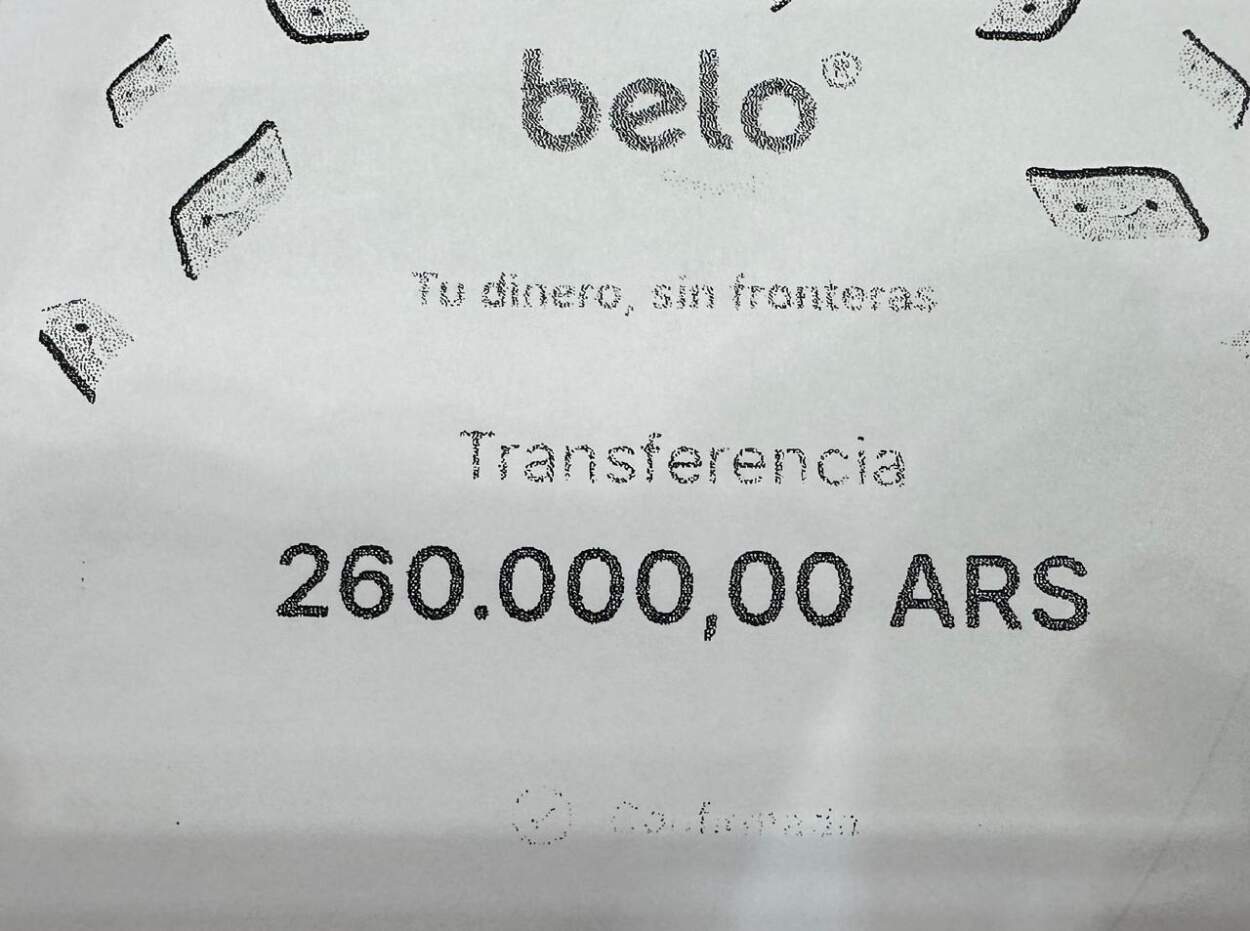 belo®
Tu dinero, sin fronteras
Transferencia
260.000,00 ARS